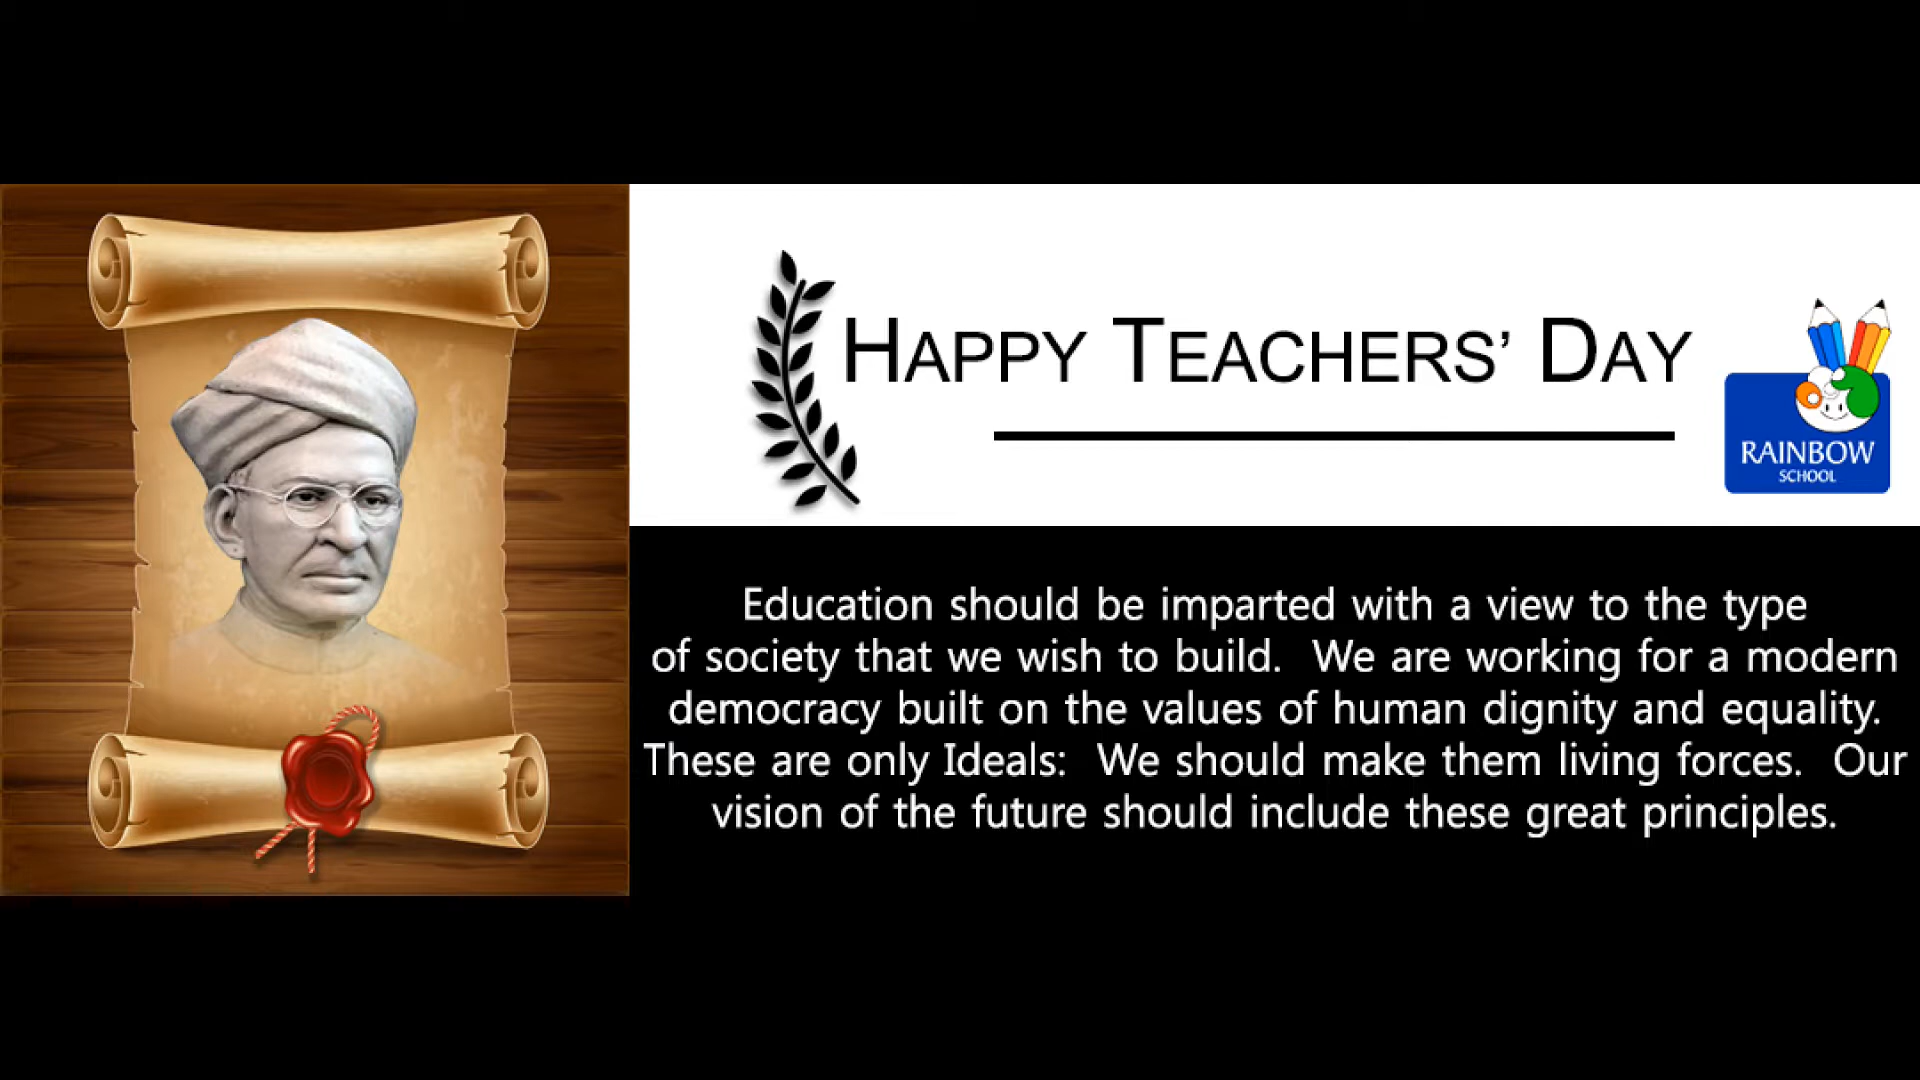 HAPPY TEACHERS' DAY
RAINBOW
SCHOOL
Education should be imparted with a view to the type
of society that we wish to build. We are working for a modern
democracy built on the values of human dignity and equality.
These are only Ideals: We should make them living forces. Our
vision of the future should include these great principles.